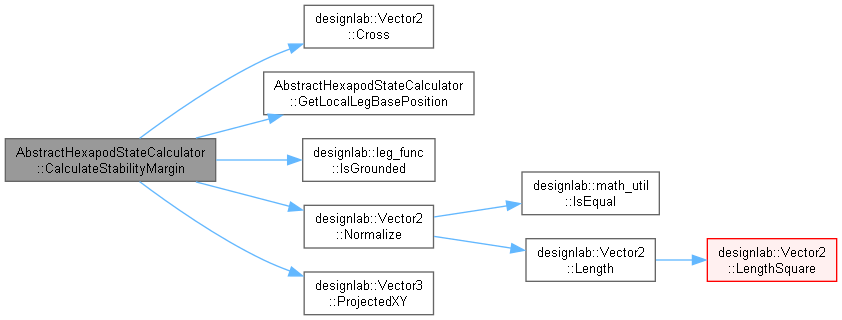 AbstractHexapodStateCalculator
::CalculateStabilityMargin
designlab::Vector2
::Cross
AbstractHexapodStateCalculator
::GetLocalLegBasePosition
designlab::leg_func
::IsGrounded
designlab::Vector2
::Normalize
designlab::Vector3
::ProjectedXY
designlab::math_util
::IsEqual
designlab::Vector2
::Length
designlab::Vector2
::LengthSquare